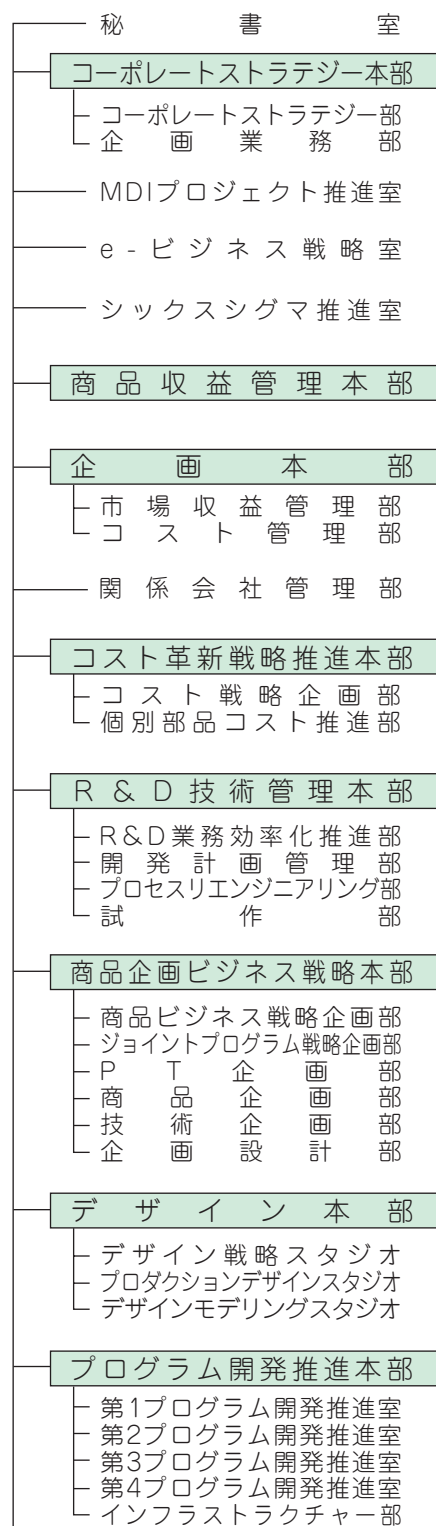 秘書室
コーポレートストラテジー本部
コーポレートストラテジー部
企画業務部
MDIプロジェクト推進室
e-ビジネス戦略室
シックスシグマ推進室
商品収益管理本部
企画本部
市場収益管理部
コスト管理部
関係会社管理部
コスト革新戦略推進本部
コスト戦略企画部
個別部品コスト推進部
R&D技術管理本部
R&D業務効率化推進部
開発計画管理部
プロセスリエンジニアリング部
試作部
商品企画ビジネス戦略本部
商品ビジネス戦略企画部
ジョイントプログラム戦略企画部
PT企画部
商品企画部
技術企画部
企画設計部
デザイン本部
デザイン戦略スタジオ
プロダクションデザインスタジオ
デザインモデリングスタジオ
プログラム開発推進本部
第1プログラム開発推進室
第2プログラム開発推進室
第3プログラム開発推進室
第4プログラム開発推進室
インフラストラクチャー部